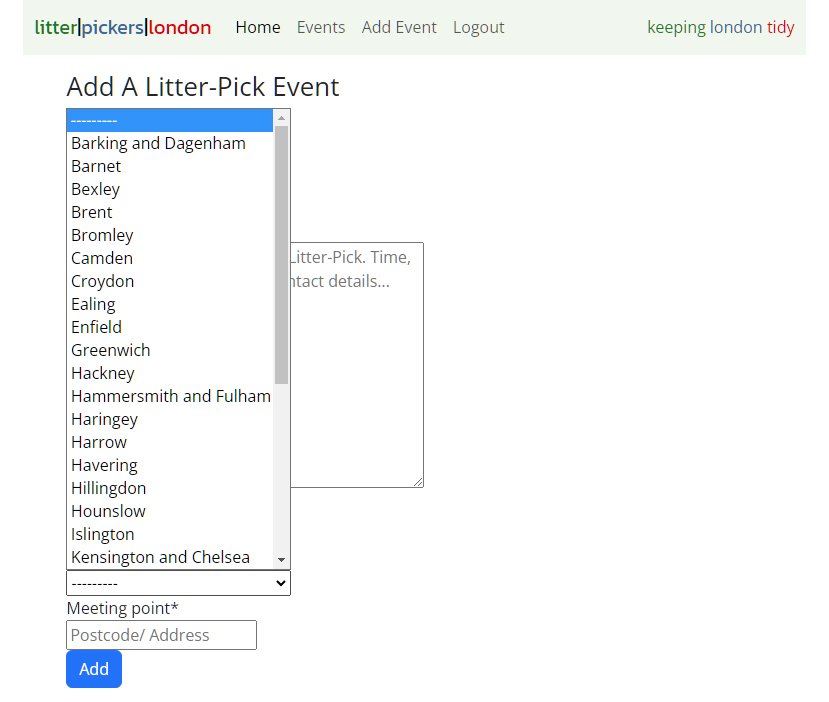 litter|pickers|london Home Events Add Event Logout keeping london tidy
Add A Litter-Pick Event
---------
Barking and Dagenham
Barnet
Bexley
Brent
Bromley
Camden
Croydon
Ealing
Enfield
Greenwich
Hackney
Hammersmith and Fulham
Haringey
Harrow
Havering
Hillingdon
Hounslow
Islington
Kensington and Chelsea
Litter-Pick. Time,
ntact details...
---------
Meeting point*
Postcode/ Address
Add